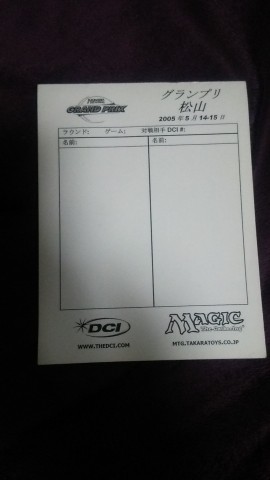 MAGIC
GRAND PRIX
グランプリ
松山
2005 年 5 月 14-15 日
ラウンド: ゲーム: 対戦相手 DCI #:
名前: 名前:
DCI
WWW.THEDCI.COM
MAGIC
The Gathering
MTG.TAKARATOYS.CO.JP